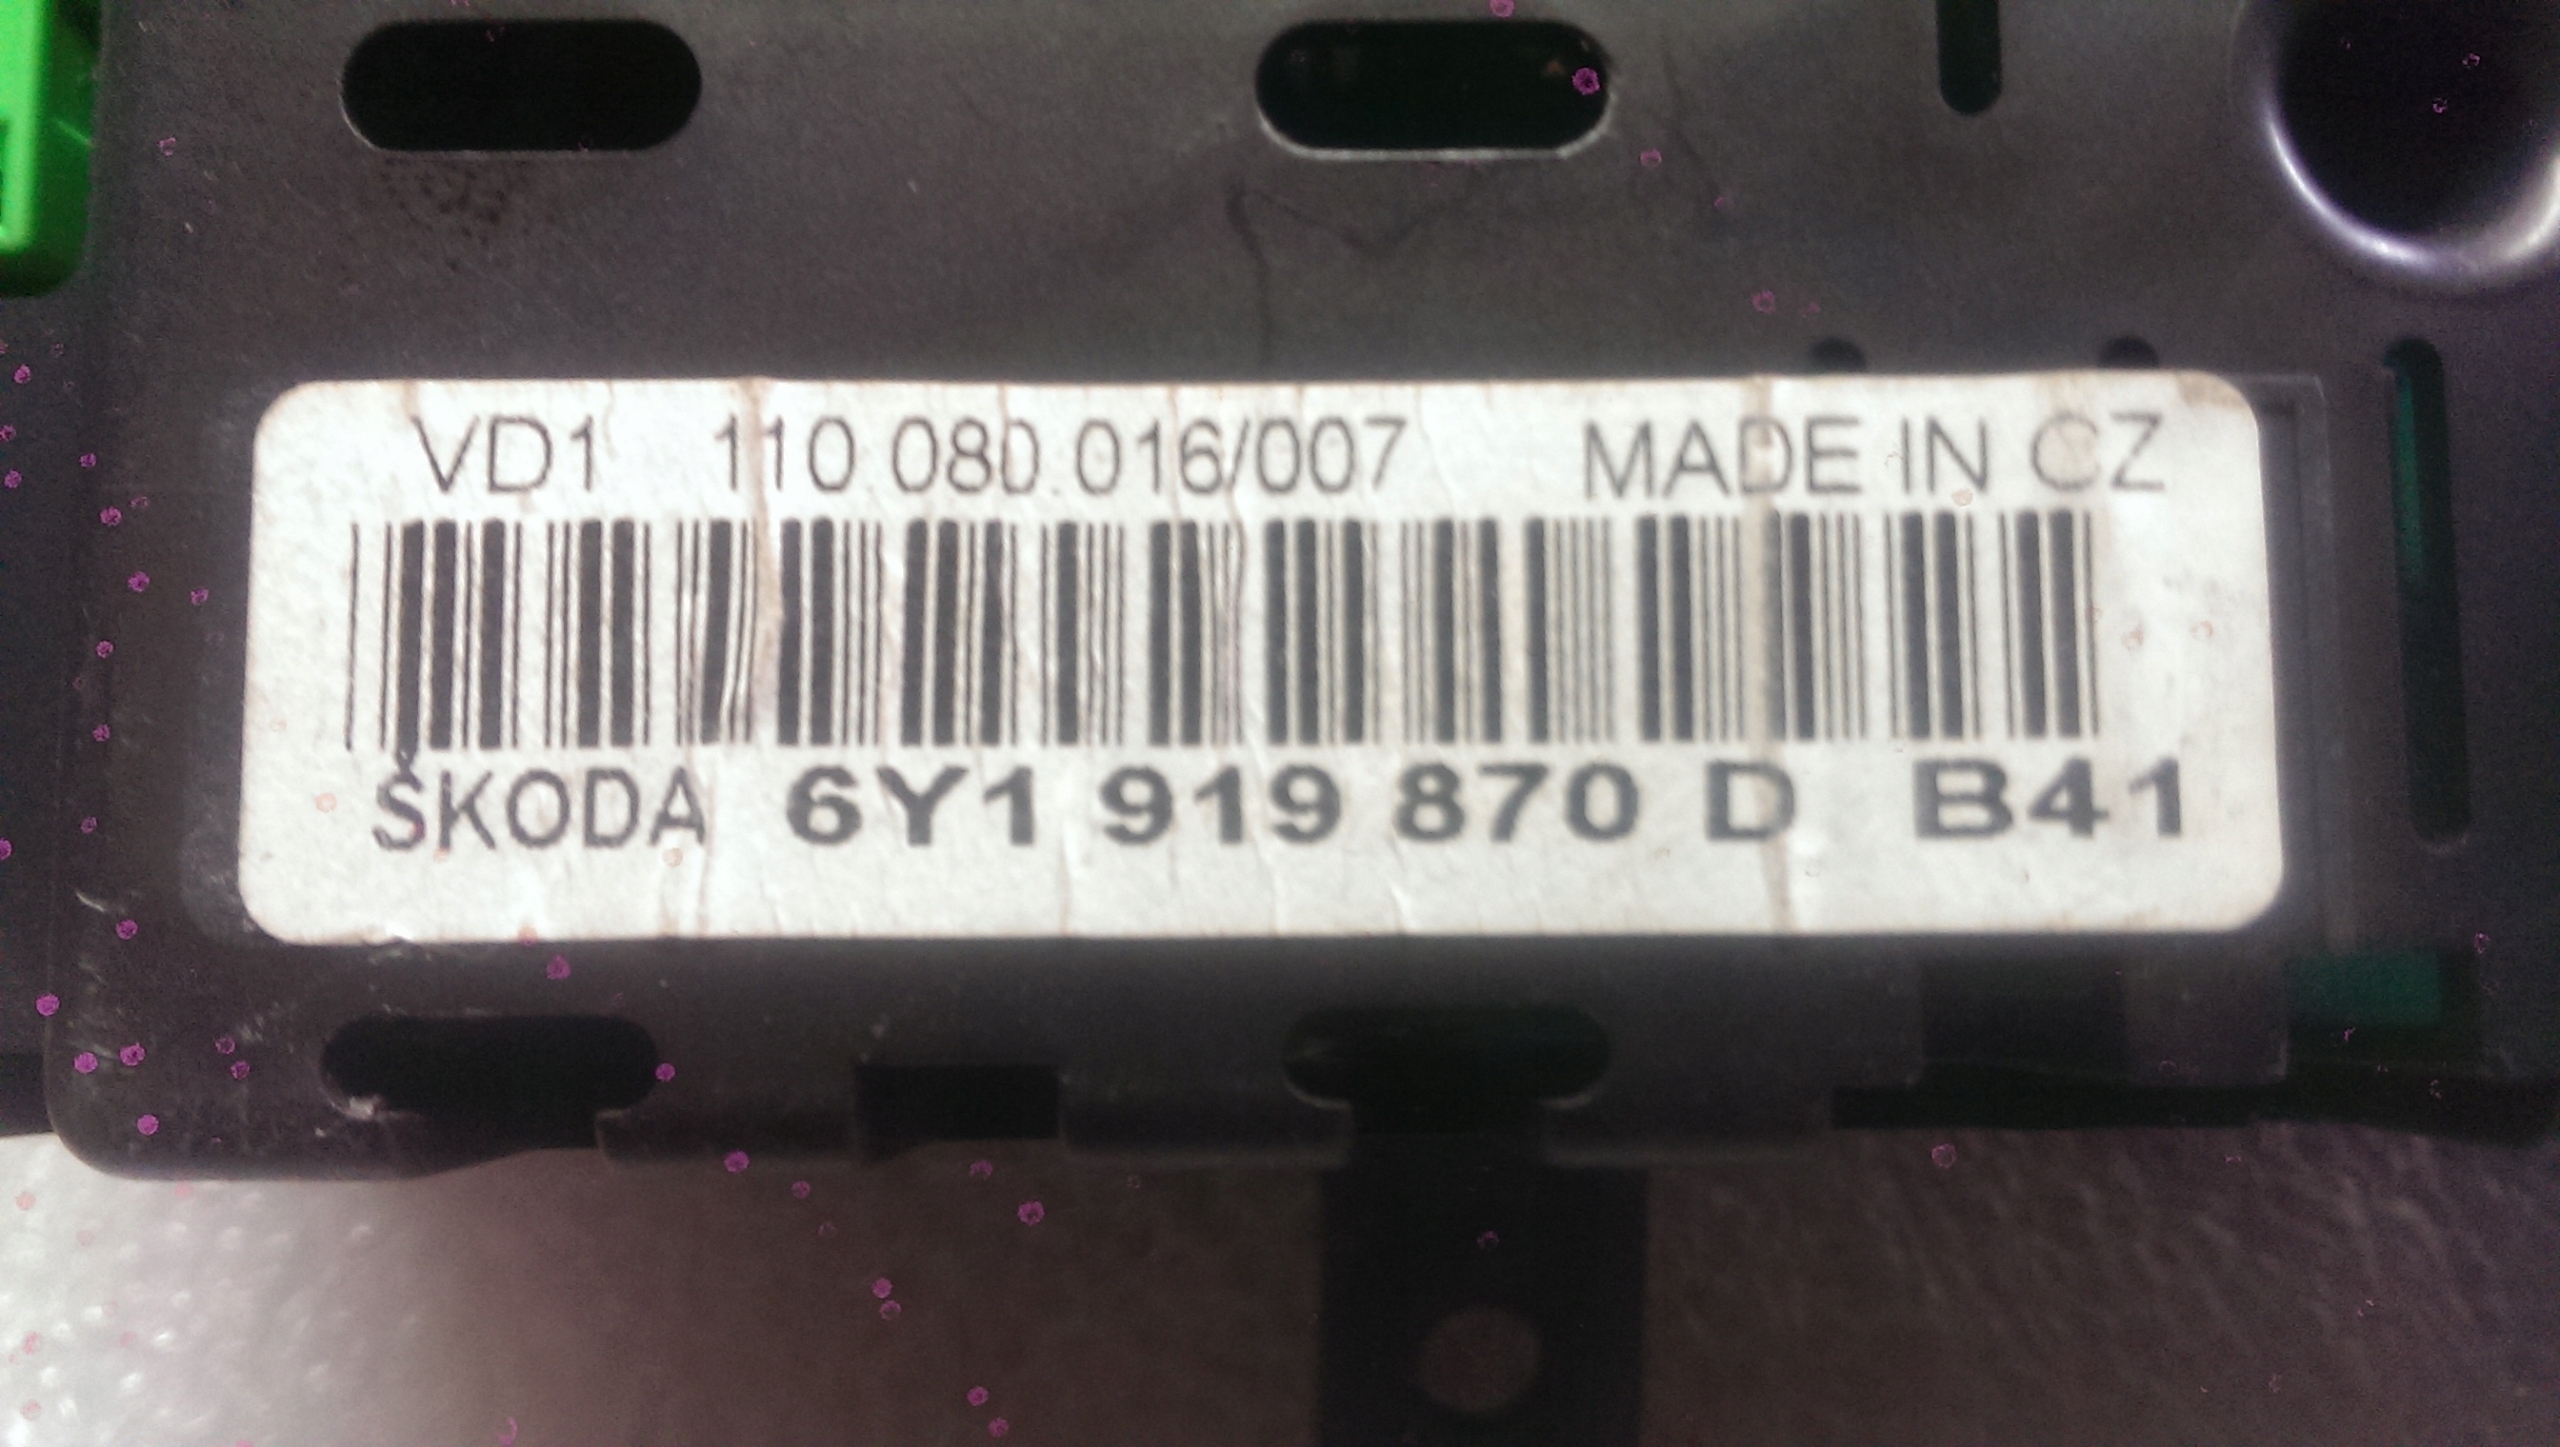 VD1 110.080.016/007 MADE IN CZ
ŠKODA 6Y1 919 870 D B41